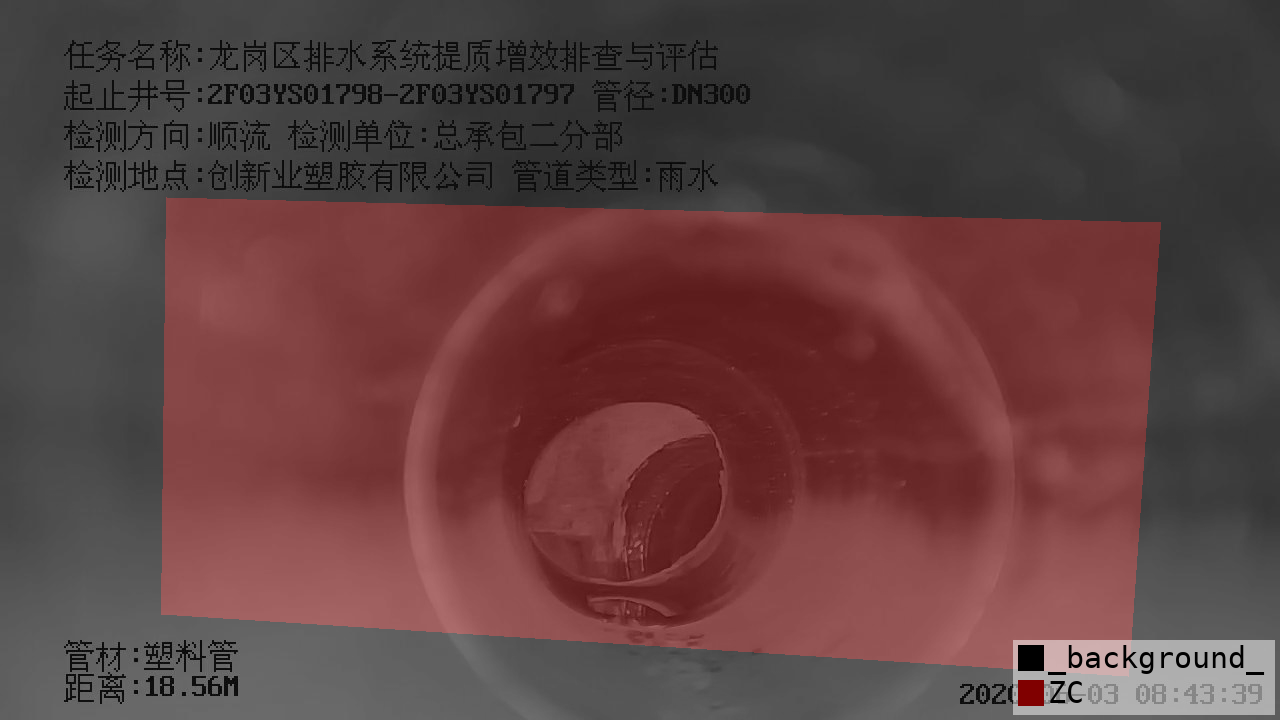 任务名称:龙岗区排水系统提质增效排查与评估
起止井号:ZF03YS01798-ZF03YS01797 管径:DN300
检测方向:顺流 检测单位:总承包二分部
检测地点:创新业塑胶有限公司 管道类型:雨水
管材:塑料管
距离:18.56M
_background_
ZC
08:43:39